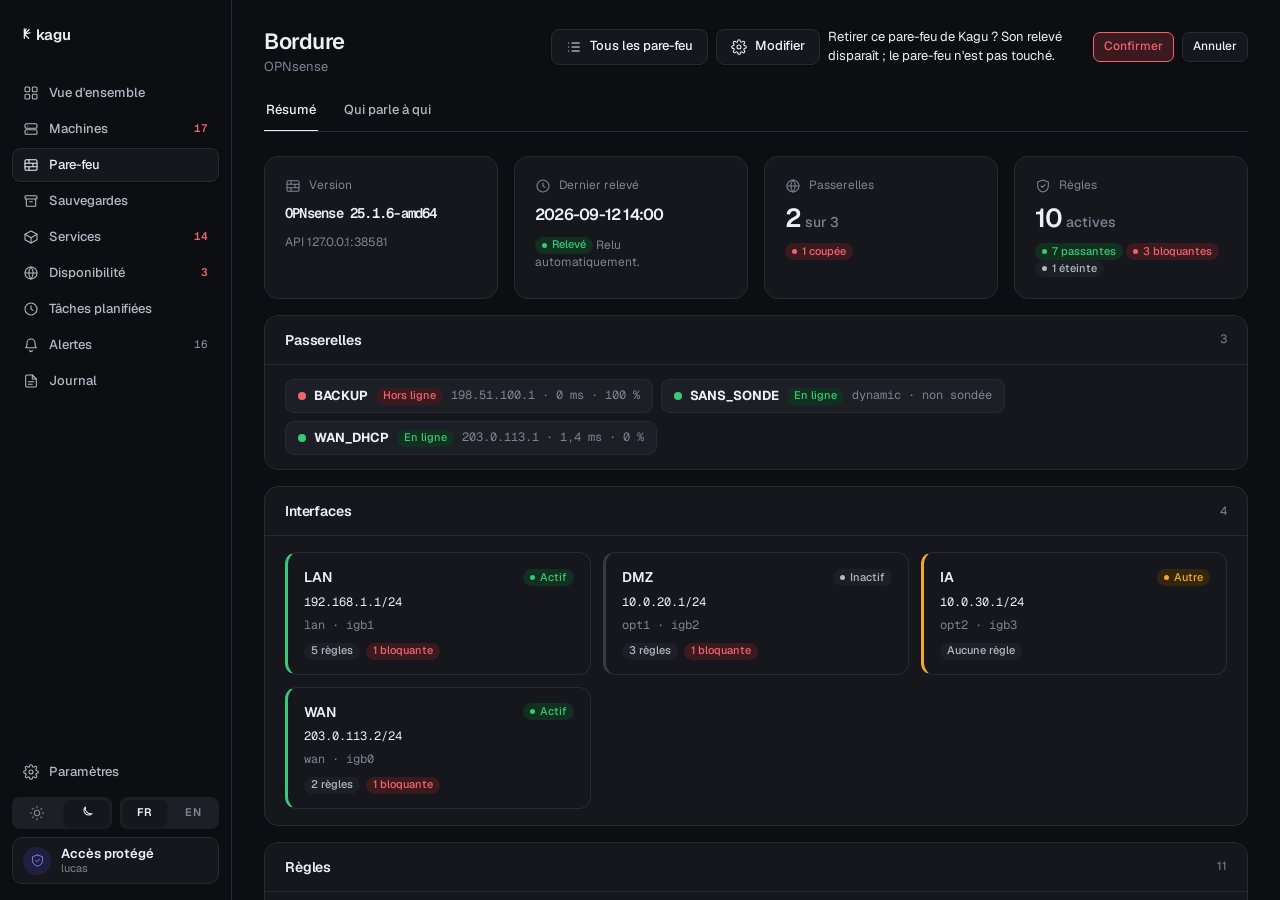 kagu
Vue d'ensemble
Machines 17
Pare-feu
Sauvegardes
Services 14
Disponibilité 3
Tâches planifiées
Alertes 16
Journal
Paramètres
FR EN
Accès protégé
lucas
Bordure
OPNsense
Tous les pare-feu
Modifier
Retirer ce pare-feu de Kagu ? Son relevé
disparaît ; le pare-feu n'est pas touché.
Confirmer
Annuler
Résumé
Qui parle à qui
Version
OPNsense 25.1.6-amd64
API 127.0.0.1:38581
Dernier relevé
2026-09-12 14:00
Relevé Relu
automatiquement.
Passerelles
2 sur 3
1 coupée
Règles
10 actives
7 passantes 3 bloquantes
1 éteinte
Passerelles 3
BACKUP Hors ligne 198.51.100.1 · 0 ms · 100 %
SANS_SONDE En ligne dynamic · non sondée
WAN_DHCP En ligne 203.0.113.1 · 1,4 ms · 0 %
Interfaces 4
LAN Actif
192.168.1.1/24
lan · igb1
5 règles 1 bloquante
DMZ Inactif
10.0.20.1/24
opt1 · igb2
3 règles 1 bloquante
IA Autre
10.0.30.1/24
opt2 · igb3
Aucune règle
WAN Actif
203.0.113.2/24
wan · igb0
2 règles 1 bloquante
Règles 11